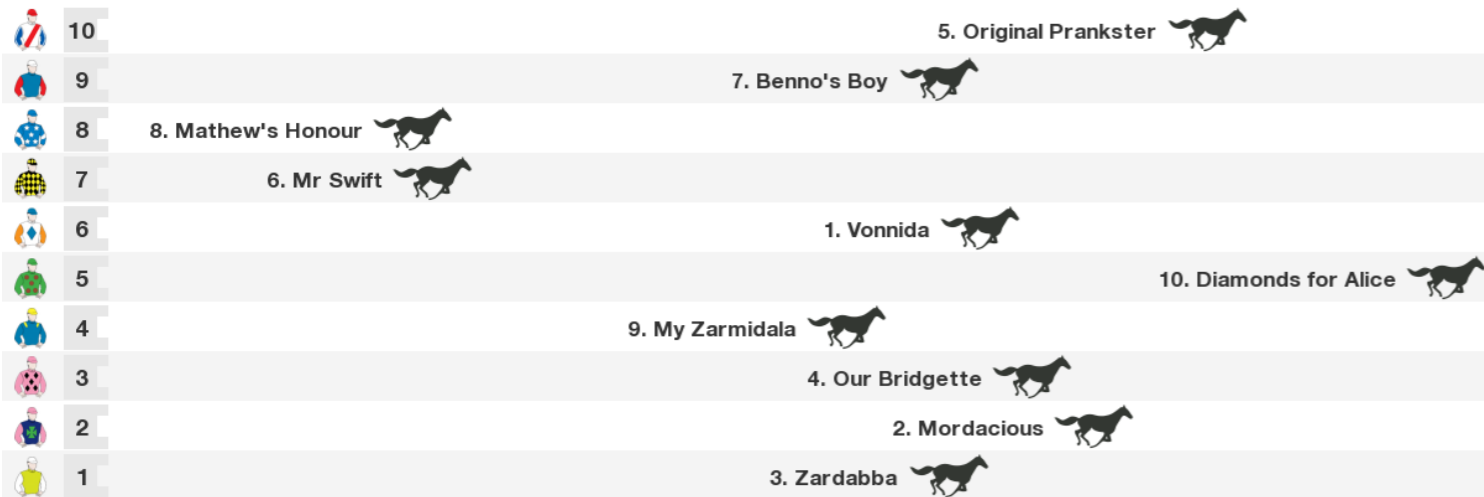 10 5. Original Prankster
9 7. Benno's Boy
8 8. Mathew's Honour
7 6. Mr Swift
6 1. Vonnida
5 10. Diamonds for Alice
4 9. My Zarmidala
3 4. Our Bridgette
2 2. Mordacious
1 3. Zardabba